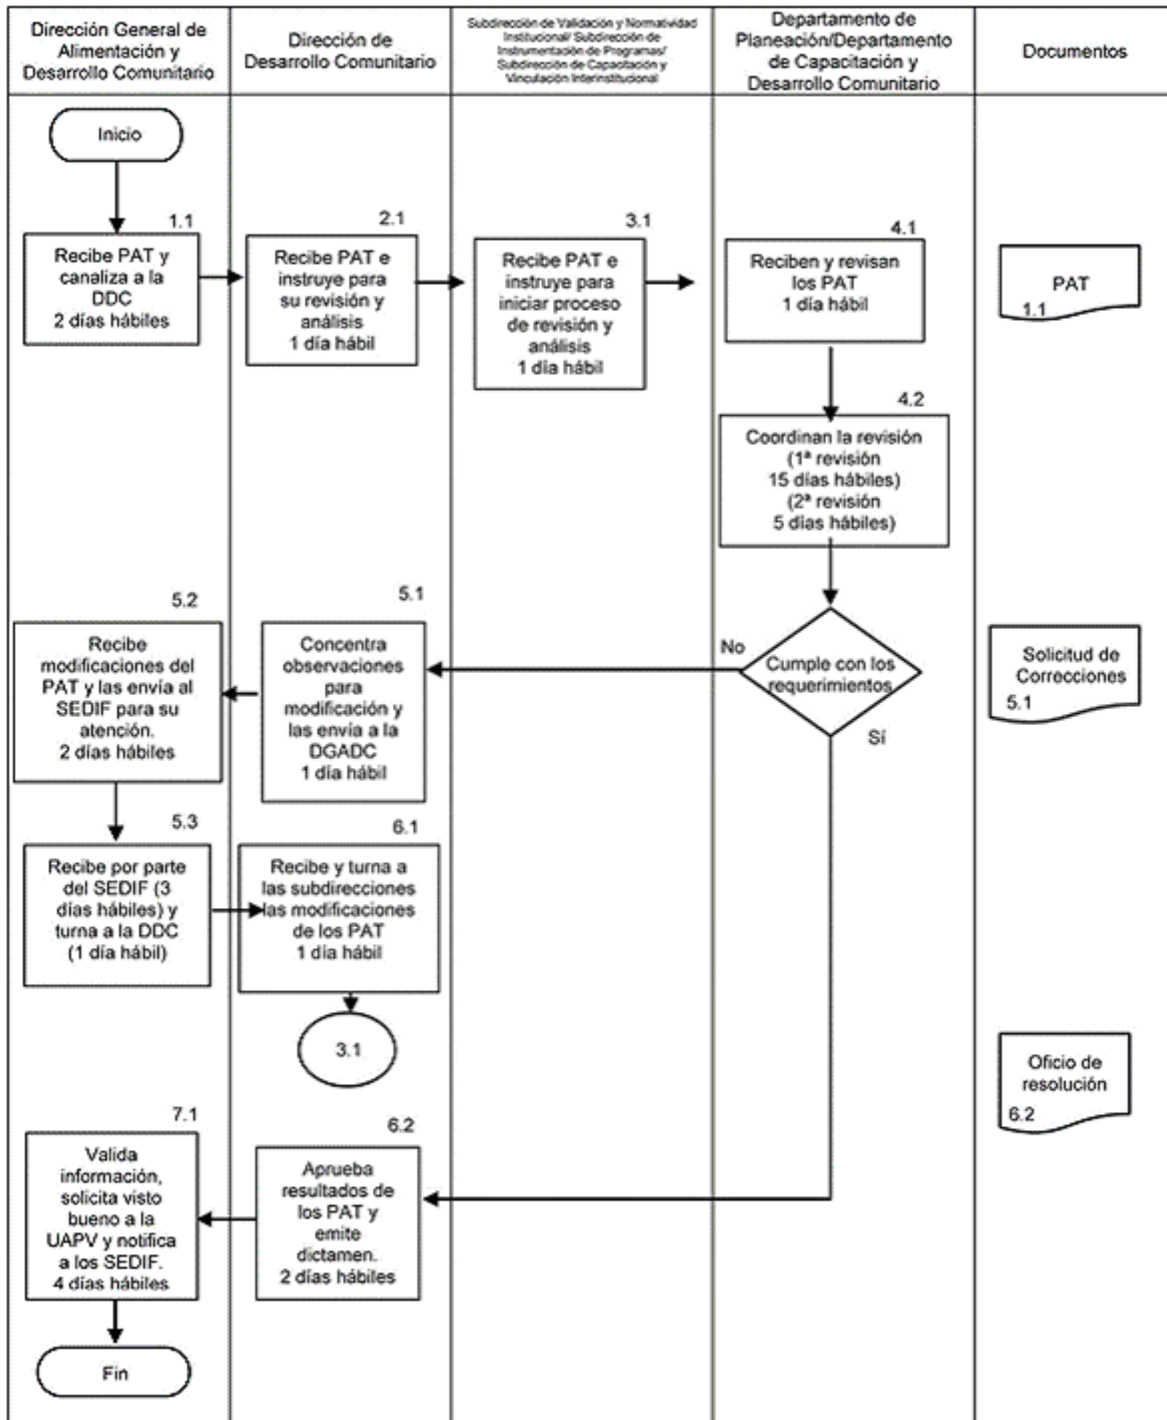 Dirección General de
Alimentación y
Desarrollo Comunitario
Dirección de
Desarrollo Comunitario
Subdirección de Validación y Normatividad
Institucional/ Subdirección de
Instrumentación de Programas/
Subdirección de Capacitación y
Vinculación Interinstitucional
Departamento de
Planeación/Departamento
de Capacitación y
Desarrollo Comunitario
Documentos
Inicio
1.1
Recibe PAT y
canaliza a la
DDC
2 días hábiles
2.1
Recibe PAT e
instruye para
su revisión y
análisis
1 día hábil
3.1
Recibe PAT e
instruye para
iniciar proceso
de revisión y
análisis
1 día hábil
4.1
Reciben y revisan
los PAT
1 día hábil
PAT
1.1
4.2
Coordinan la revisión
(1ª revisión
15 días hábiles)
(2ª revisión
5 días hábiles)
Cumple con los
requerimientos
No
Sí
5.1
Concentra
observaciones
para
modificación y
las envía a la
DGADC
1 día hábil
5.2
Recibe
modificaciones del
PAT y las envía al
SEDIF para su
atención.
2 días hábiles
Solicitud de
Correcciones
5.1
5.3
Recibe por parte
del SEDIF (3
días hábiles) y
turna a la DDC
(1 día hábil)
6.1
Recibe y turna a
las subdirecciones
las modificaciones
de los PAT
1 día hábil
3.1
Oficio de
resolución
6.2
6.2
Aprueba
resultados de
los PAT y
emite
dictamen.
2 días hábiles
7.1
Valida
información,
solicita visto
bueno a la
UAPV y notifica
a los SEDIF.
4 días hábiles
Fin